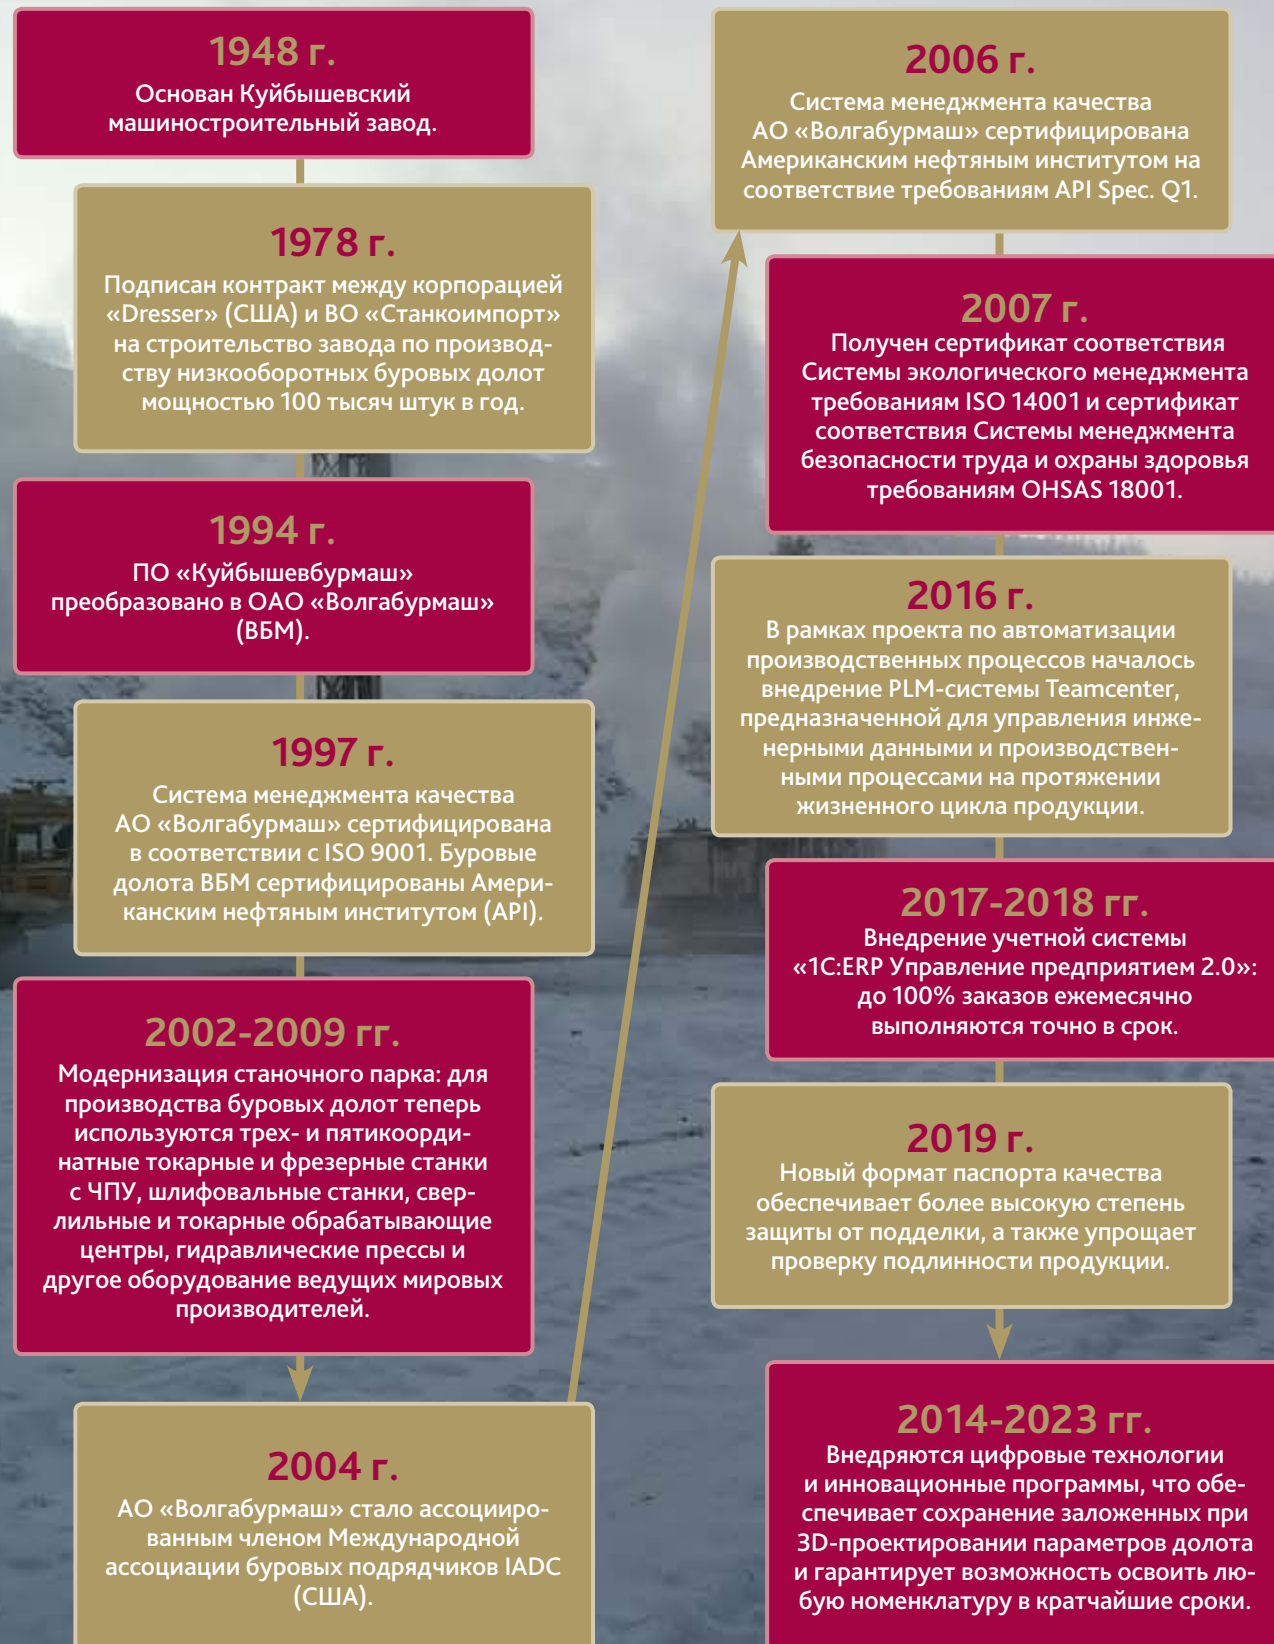 1948 г.
Основан Куйбышевский
машиностроительный завод.
1978 г.
Подписан контракт между корпорацией
«Dresser» (США) и ВО «Станкоимпорт»
на строительство завода по производ-
ству низкооборотных буровых долот
мощностью 100 тысяч штук в год.
1994 г.
ПО «Куйбышевбурмаш»
преобразовано в ОАО «Волгабурмаш»
(ВБМ).
1997 г.
Система менеджмента качества
АО «Волгабурмаш» сертифицирована
в соответствии с ISO 9001. Буровые
долота ВБМ сертифицированы Амери-
канским нефтяным институтом (API).
2002-2009 гг.
Модернизация станочного парка: для
производства буровых долот теперь
используются трех- и пятикоорди-
натные токарные и фрезерные станки
с ЧПУ, шлифовальные станки, свер-
лильные и токарные обрабатывающие
центры, гидравлические прессы и
другое оборудование ведущих мировых
производителей.
2004 г.
АО «Волгабурмаш» стало ассоцииро-
ванным членом Международной
ассоциации буровых подрядчиков IADC
(США).
2006 г.
Система менеджмента качества
АО «Волгабурмаш» сертифицирована
Американским нефтяным институтом на
соответствие требованиям API Spec. Q1.
2007 г.
Получен сертификат соответствия
Системы экологического менеджмента
требованиям ISO 14001 и сертификат
соответствия Системы менеджмента
безопасности труда и охраны здоровья
требованиям OHSAS 18001.
2016 г.
В рамках проекта по автоматизации
производственных процессов началось
внедрение PLM-системы Teamcenter,
предназначенной для управления инже-
нерными данными и производствен-
ными процессами на протяжении
жизненного цикла продукции.
2017-2018 гг.
Внедрение учетной системы
«1С:ERP Управление предприятием 2.0»:
до 100% заказов ежемесячно
выполняются точно в срок.
2019 г.
Новый формат паспорта качества
обеспечивает более высокую степень
защиты от подделки, а также упрощает
проверку подлинности продукции.
2014-2023 гг.
Внедряются цифровые технологии
и инновационные программы, что обе-
спечивает сохранение заложенных при
3D-проектировании параметров долота
и гарантирует возможность освоить лю-
бую номенклатуру в кратчайшие сроки.